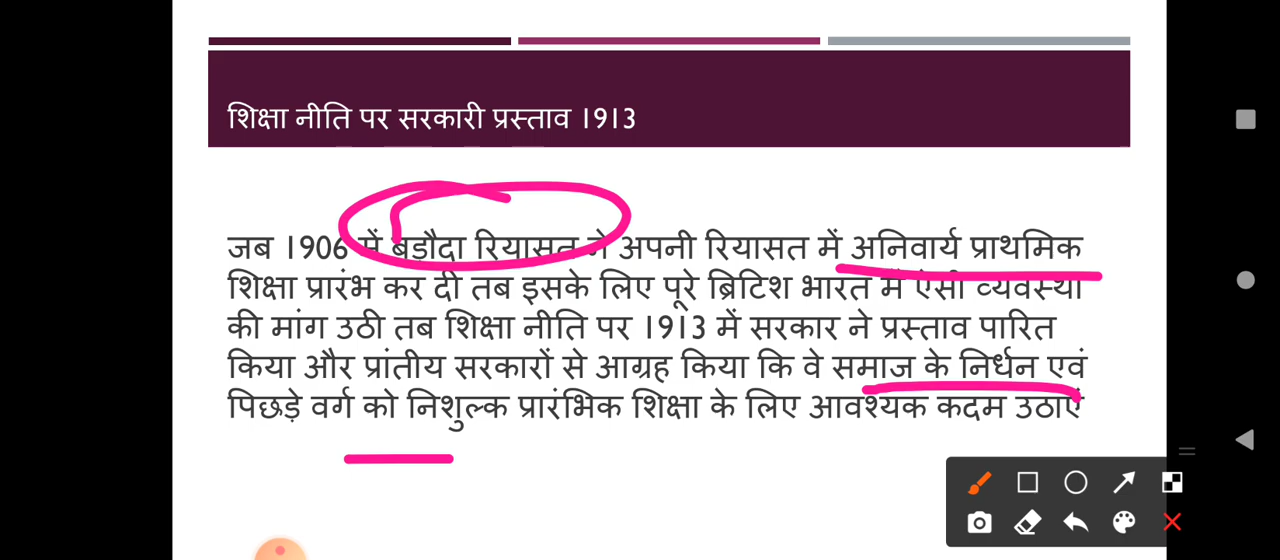 शिक्षा नीति पर सरकारी प्रस्ताव 1913
जब 1906 में बड़ौदा रियासत ने अपनी रियासत में अनिवार्य प्राथमिक
शिक्षा प्रारंभ कर दी तब इसके लिए पूरे ब्रिटिश भारत में ऐसी व्यवस्था
की मांग उठी तब शिक्षा नीति पर 1913 में सरकार ने प्रस्ताव पारित
किया और प्रांतीय सरकारों से आग्रह किया कि वे समाज के निर्धन एवं
पिछड़े वर्ग को निशुल्क प्रारंभिक शिक्षा के लिए आवश्यक कदम उठाएं